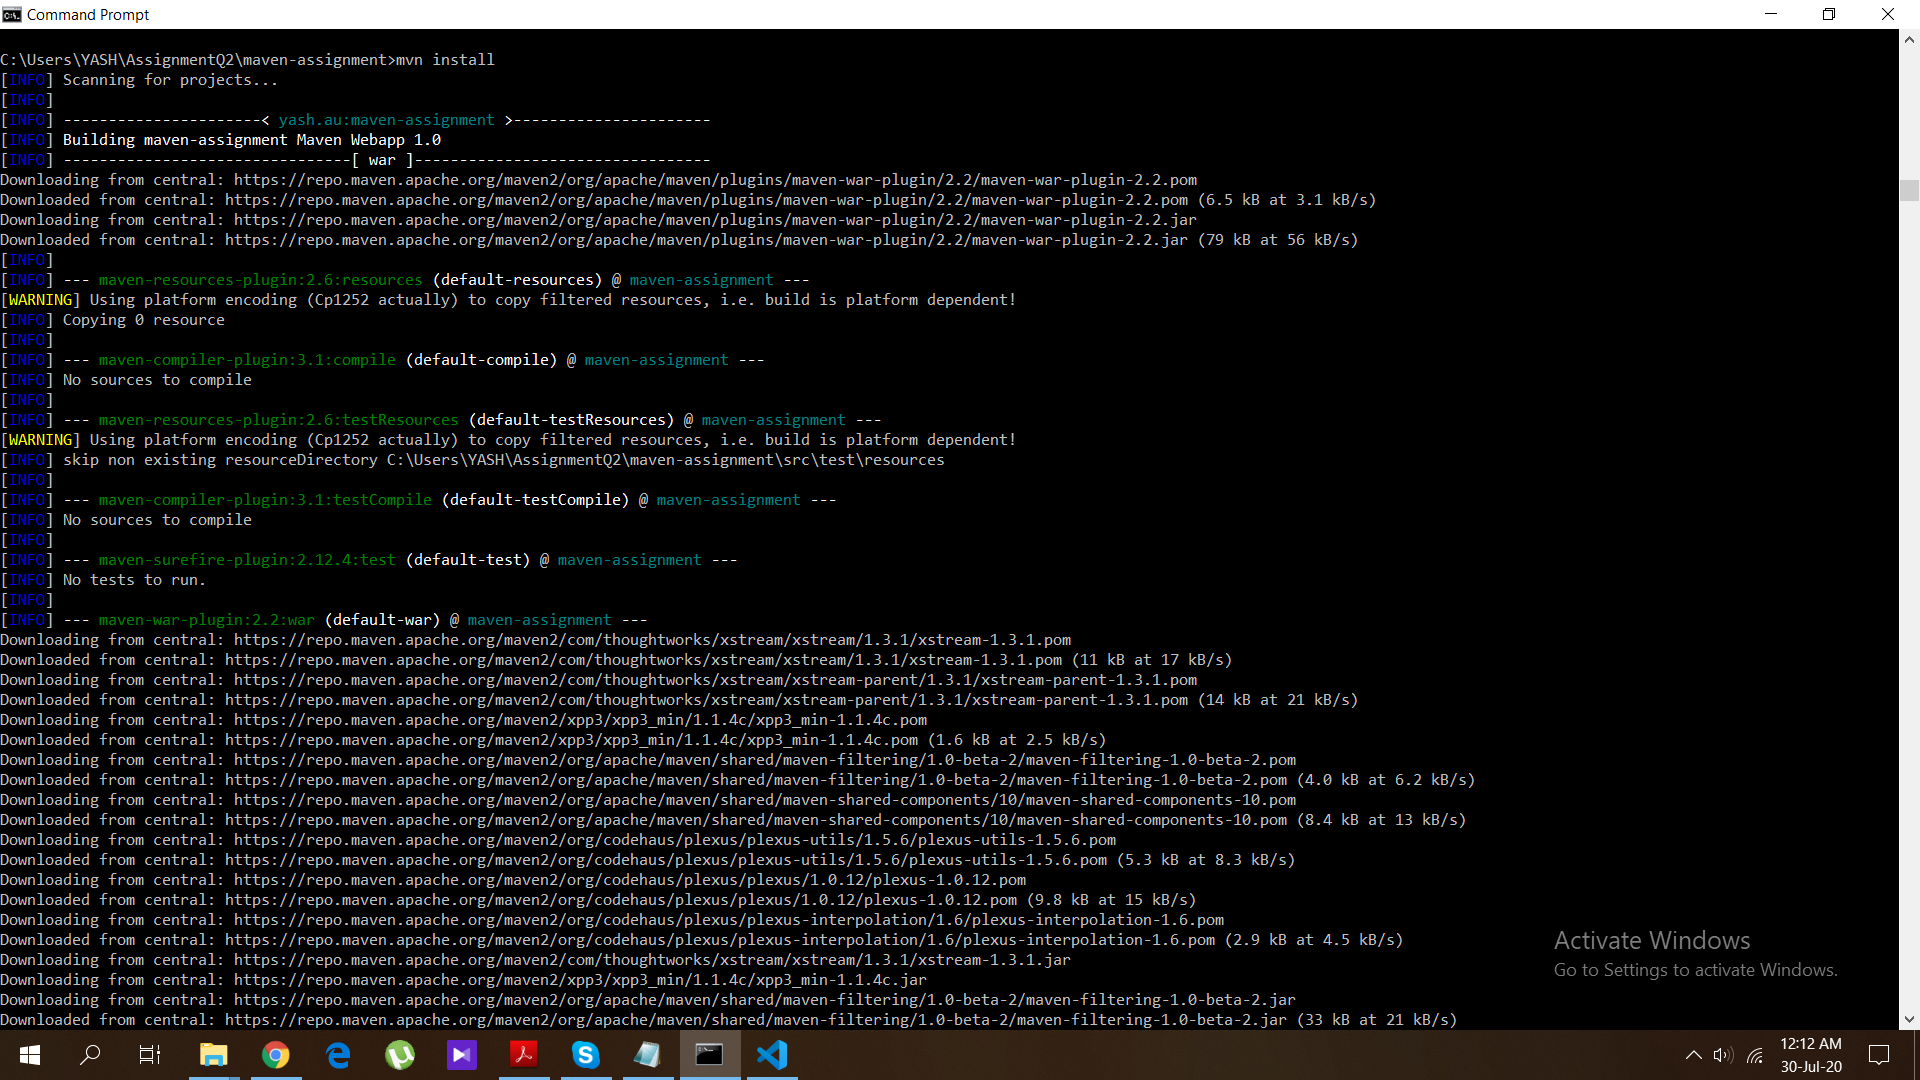 Command Prompt
C:\Users\YASH\AssignmentQ2\maven-assignment>mvn install
[INFO] Scanning for projects...
[INFO]
[INFO] ----------------------< yash.au:maven-assignment >----------------------
[INFO] Building maven-assignment Maven Webapp 1.0
[INFO] --------------------------------[ war ]---------------------------------
Downloading from central: https://repo.maven.apache.org/maven2/org/apache/maven/plugins/maven-war-plugin/2.2/maven-war-plugin-2.2.pom
Downloaded from central: https://repo.maven.apache.org/maven2/org/apache/maven/plugins/maven-war-plugin/2.2/maven-war-plugin-2.2.pom (6.5 kB at 3.1 kB/s)
Downloading from central: https://repo.maven.apache.org/maven2/org/apache/maven/plugins/maven-war-plugin/2.2/maven-war-plugin-2.2.jar
Downloaded from central: https://repo.maven.apache.org/maven2/org/apache/maven/plugins/maven-war-plugin/2.2/maven-war-plugin-2.2.jar (79 kB at 56 kB/s)
[INFO]
[INFO] --- maven-resources-plugin:2.6:resources (default-resources) @ maven-assignment ---
[WARNING] Using platform encoding (Cp1252 actually) to copy filtered resources, i.e. build is platform dependent!
[INFO] Copying 0 resource
[INFO]
[INFO] --- maven-compiler-plugin:3.1:compile (default-compile) @ maven-assignment ---
[INFO] No sources to compile
[INFO]
[INFO] --- maven-resources-plugin:2.6:testResources (default-testResources) @ maven-assignment ---
[WARNING] Using platform encoding (Cp1252 actually) to copy filtered resources, i.e. build is platform dependent!
[INFO] skip non existing resourceDirectory C:\Users\YASH\AssignmentQ2\maven-assignment\src\test\resources
[INFO]
[INFO] --- maven-compiler-plugin:3.1:testCompile (default-testCompile) @ maven-assignment ---
[INFO] No sources to compile
[INFO]
[INFO] --- maven-surefire-plugin:2.12.4:test (default-test) @ maven-assignment ---
[INFO] No tests to run.
[INFO]
[INFO] --- maven-war-plugin:2.2:war (default-war) @ maven-assignment ---
Downloading from central: https://repo.maven.apache.org/maven2/com/thoughtworks/xstream/xstream/1.3.1/xstream-1.3.1.pom
Downloaded from central: https://repo.maven.apache.org/maven2/com/thoughtworks/xstream/xstream/1.3.1/xstream-1.3.1.pom (11 kB at 17 kB/s)
Downloading from central: https://repo.maven.apache.org/maven2/com/thoughtworks/xstream/xstream-parent/1.3.1/xstream-parent-1.3.1.pom
Downloaded from central: https://repo.maven.apache.org/maven2/com/thoughtworks/xstream/xstream-parent/1.3.1/xstream-parent-1.3.1.pom (14 kB at 21 kB/s)
Downloading from central: https://repo.maven.apache.org/maven2/xpp3/xpp3_min/1.1.4c/xpp3_min-1.1.4c.pom
Downloaded from central: https://repo.maven.apache.org/maven2/xpp3/xpp3_min/1.1.4c/xpp3_min-1.1.4c.pom (1.6 kB at 2.5 kB/s)
Downloading from central: https://repo.maven.apache.org/maven2/org/apache/maven/shared/maven-filtering/1.0-beta-2/maven-filtering-1.0-beta-2.pom
Downloaded from central: https://repo.maven.apache.org/maven2/org/apache/maven/shared/maven-filtering/1.0-beta-2/maven-filtering-1.0-beta-2.pom (4.0 kB at 6.2 kB/s)
Downloading from central: https://repo.maven.apache.org/maven2/org/apache/maven/shared/maven-shared-components/10/maven-shared-components-10.pom
Downloaded from central: https://repo.maven.apache.org/maven2/org/apache/maven/shared/maven-shared-components/10/maven-shared-components-10.pom (8.4 kB at 13 kB/s)
Downloading from central: https://repo.maven.apache.org/maven2/org/codehaus/plexus/plexus-utils/1.5.6/plexus-utils-1.5.6.pom
Downloaded from central: https://repo.maven.apache.org/maven2/org/codehaus/plexus/plexus-utils/1.5.6/plexus-utils-1.5.6.pom (5.3 kB at 8.3 kB/s)
Downloading from central: https://repo.maven.apache.org/maven2/org/codehaus/plexus/plexus/1.0.12/plexus-1.0.12.pom
Downloaded from central: https://repo.maven.apache.org/maven2/org/codehaus/plexus/plexus/1.0.12/plexus-1.0.12.pom (9.8 kB at 15 kB/s)
Downloading from central: https://repo.maven.apache.org/maven2/org/codehaus/plexus/plexus-interpolation/1.6/plexus-interpolation-1.6.pom
Downloaded from central: https://repo.maven.apache.org/maven2/org/codehaus/plexus/plexus-interpolation/1.6/plexus-interpolation-1.6.pom (2.9 kB at 4.5 kB/s)
Downloading from central: https://repo.maven.apache.org/maven2/com/thoughtworks/xstream/xstream/1.3.1/xstream-1.3.1.jar
Downloading from central: https://repo.maven.apache.org/maven2/xpp3/xpp3_min/1.1.4c/xpp3_min-1.1.4c.jar
Downloading from central: https://repo.maven.apache.org/maven2/org/apache/maven/shared/maven-filtering/1.0-beta-2/maven-filtering-1.0-beta-2.jar
Downloaded from central: https://repo.maven.apache.org/maven2/org/apache/maven/shared/maven-filtering/1.0-beta-2/maven-filtering-1.0-beta-2.jar (33 kB at 21 kB/s)
Activate Windows
Go to Settings to activate Windows.
12:12 AM
30-Jul-20